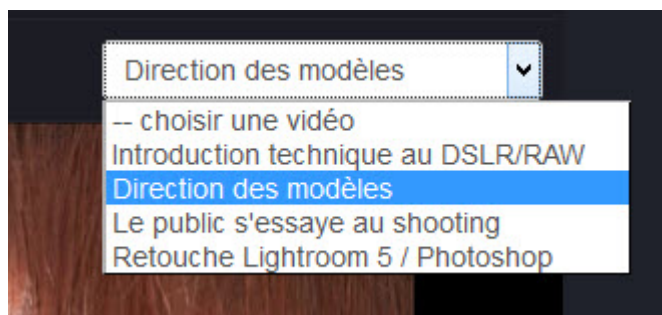 Direction des modèles
-- choisir une vidéo
Introduction technique au DSLR/RAW
Direction des modèles
Le public s'essaye au shooting
Retouche Lightroom 5 / Photoshop